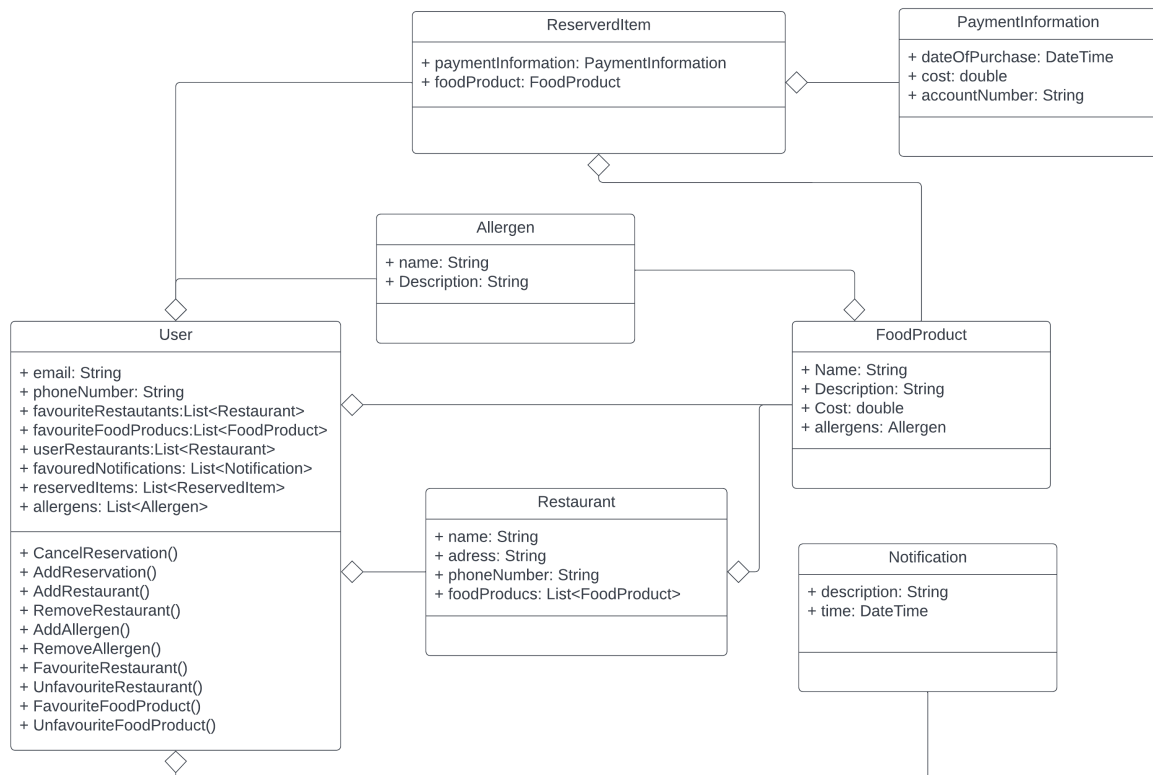 ReserverdItem
+ paymentInformation: PaymentInformation
+ foodProduct: FoodProduct
PaymentInformation
+ dateOfPurchase: DateTime
+ cost: double
+ accountNumber: String
Allergen
+ name: String
+ Description: String
User
+ email: String
+ phoneNumber: String
+ favouriteRestautants:List<Restaurant>
+ favouriteFoodProducs:List<FoodProduct>
+ userRestaurants:List<Restaurant>
+ favouredNotifications: List<Notification>
+ reservedItems: List<ReservedItem>
+ allergens: List<Allergen>
+ CancelReservation()
+ AddReservation()
+ AddRestaurant()
+ RemoveRestaurant()
+ AddAllergen()
+ RemoveAllergen()
+ FavouriteRestaurant()
+ UnfavouriteRestaurant()
+ FavouriteFoodProduct()
+ UnfavouriteFoodProduct()
FoodProduct
+ Name: String
+ Description: String
+ Cost: double
+ allergens: Allergen
Restaurant
+ name: String
+ adress: String
+ phoneNumber: String
+ foodProducs: List<FoodProduct>
Notification
+ description: String
+ time: DateTime